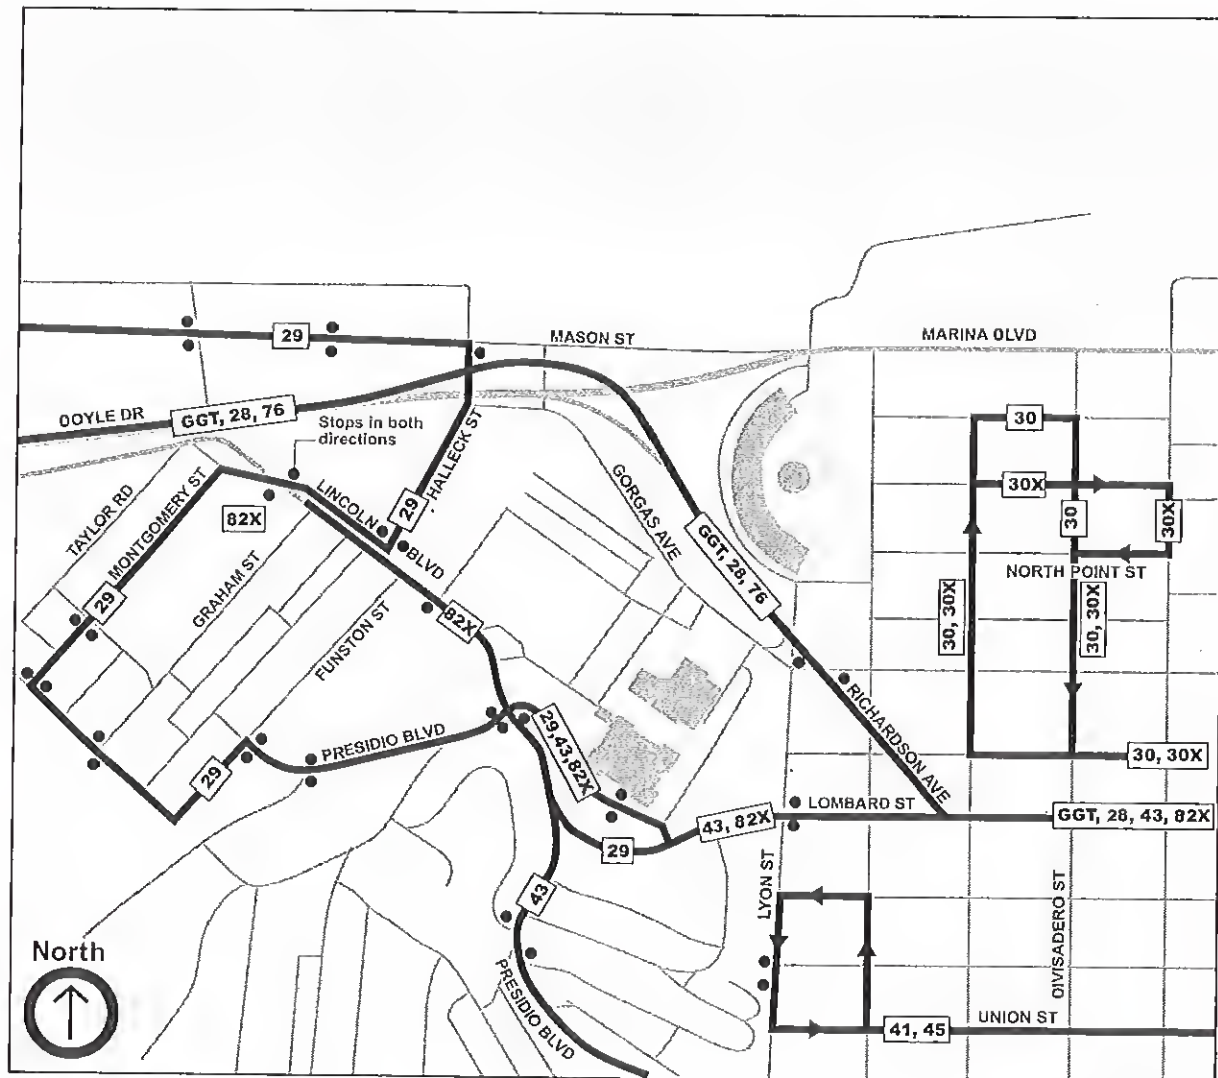 29
MASON ST
MARINA OLVD
OOYLE DR
GGT, 28, 76
Stops in both
directions
HALLECK ST
29
30
30X
30
30X
TAYLOR RD
MONTGOMERY ST
82X
LINCOLN
BLVD
GORGAS AVE
GGT, 28, 76
NORTH POINT ST
29
GRAHAM ST
FUNSTON ST
82X
30, 30X
30, 30X
PRESIDIO BLVD
29,43,82X
RICHARDSON AVE
30, 30X
29
43, 82X
LOMBARD ST
GGT, 28, 43, 82X
29
43
LYON ST
OIVISADERO ST
North
PRESIDIO BLVD
41, 45
UNION ST